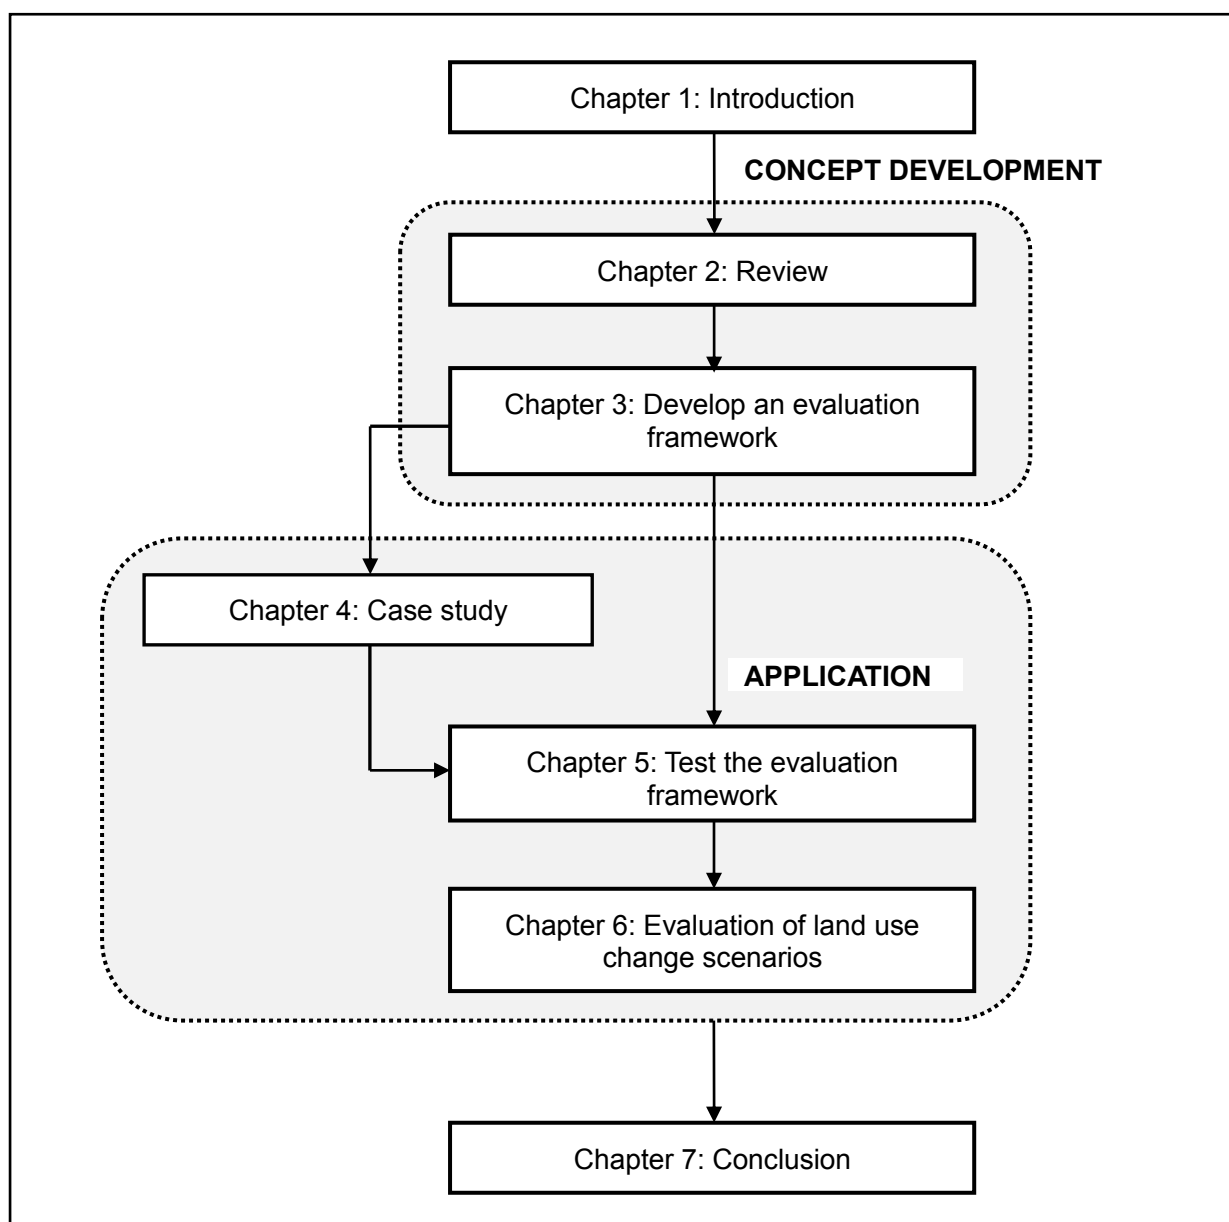 Chapter 1: Introduction
CONCEPT DEVELOPMENT
Chapter 2: Review
Chapter 3: Develop an evaluation
framework
Chapter 4: Case study
APPLICATION
Chapter 5: Test the evaluation
framework
Chapter 6: Evaluation of land use
change scenarios
Chapter 7: Conclusion